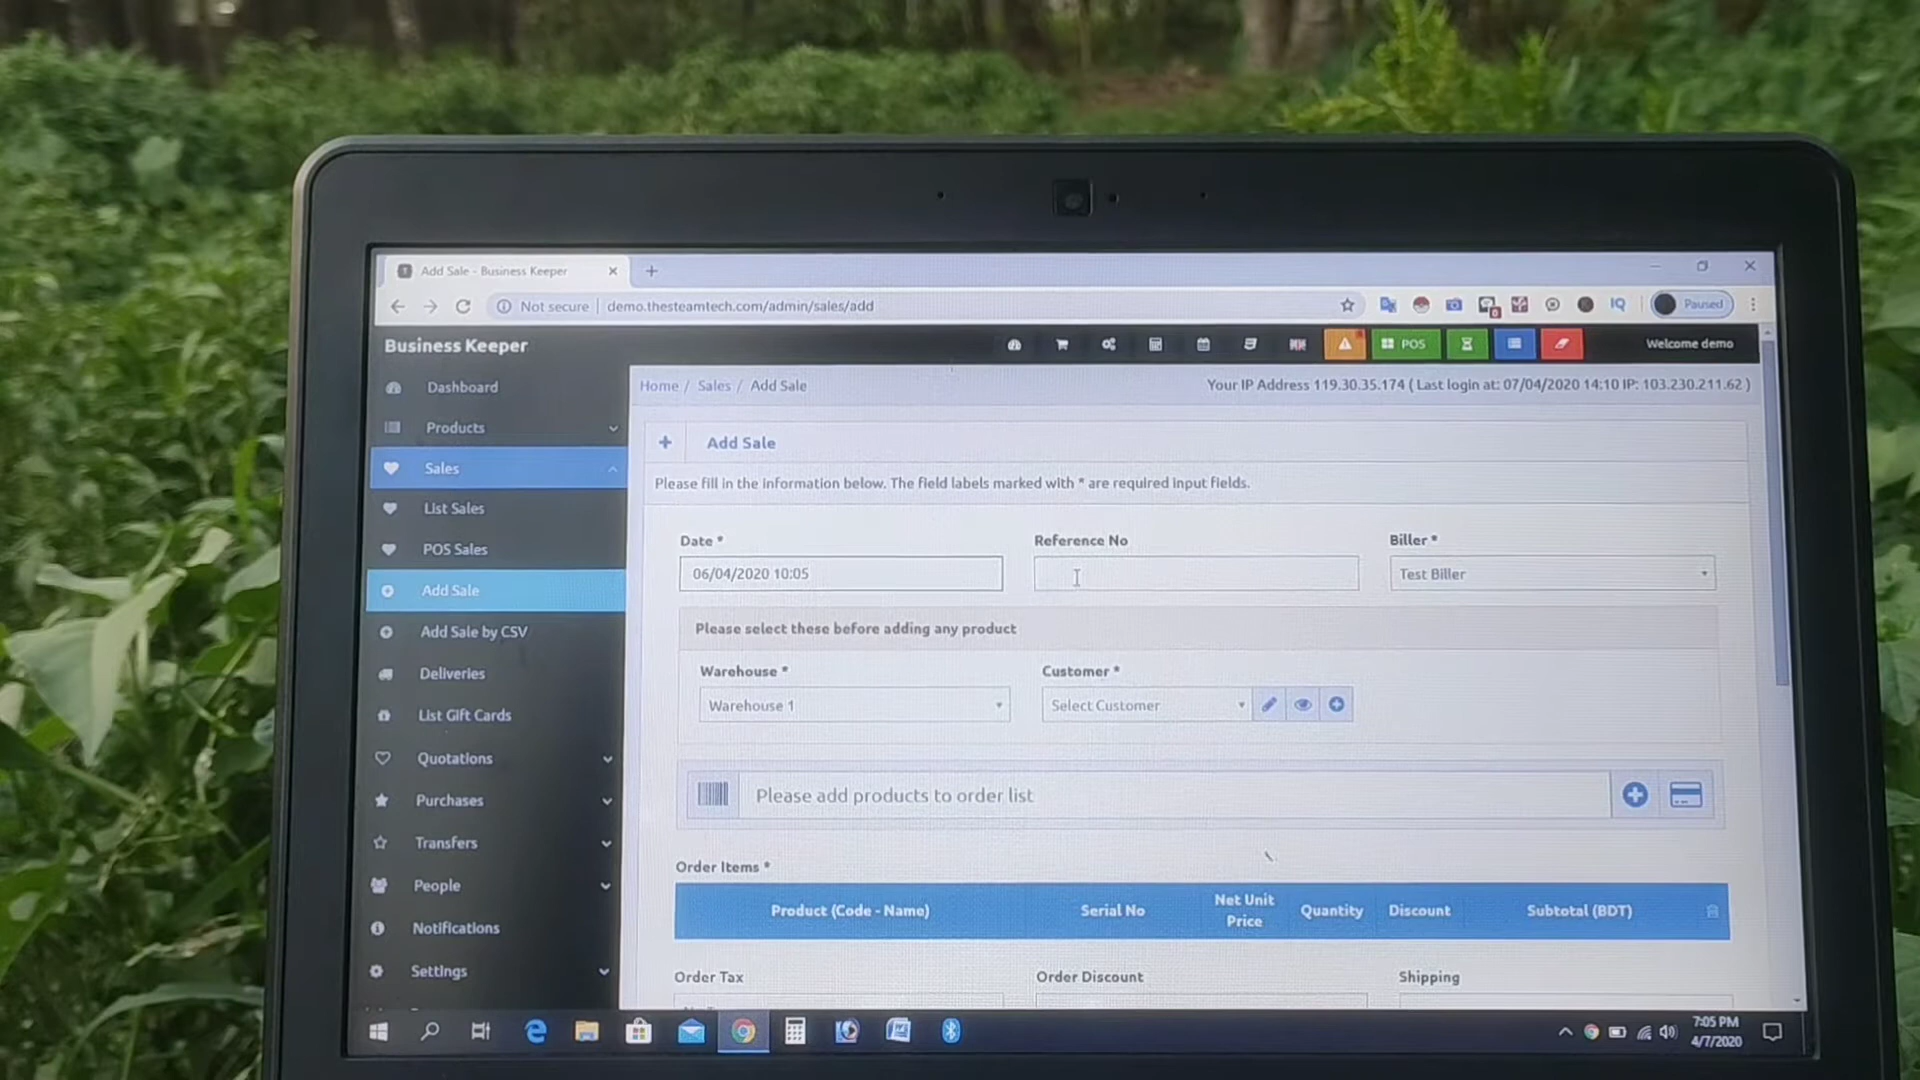 Add Sale - Business Keeper
Not secure | demo.thesteamtech.com/admin/sales/add
0
IQ
Paused
Business Keeper
POS
Welcome demo
Dashboard
Products
Sales
List Sales
POS Sales
Add Sale
Add Sale by CSV
Deliveries
List Gift Cards
Quotations
Purchases
Transfers
People
Notifications
Settings
Home / Sales / Add Sale
Your IP Address 119.30.35.174 ( Last login at: 07/04/2020 14:10 IP: 103.230.211.62 )
Add Sale
Please fill in the information below. The field labels marked with * are required input fields.
Date *
Reference No
Biller *
06/04/2020 10:05
Test Biller
Please select these before adding any product
Warehouse *
Customer *
Warehouse 1
Select Customer
Please add products to order list
Order Items *
Product (Code - Name)
Serial No
Net Unit Price
Quantity
Discount
Subtotal (BDT)
Order Tax
Order Discount
Shipping
7:05 PM
4/7/2020